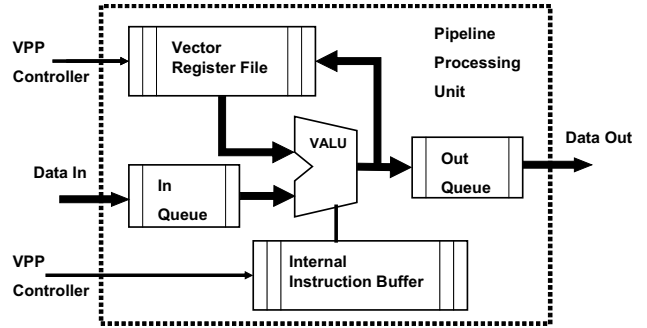 VPP
Controller
Vector
Register File
Pipeline
Processing
Unit
VALU
Data In
In
Queue
Out
Queue
Data Out
VPP
Controller
Internal
Instruction Buffer